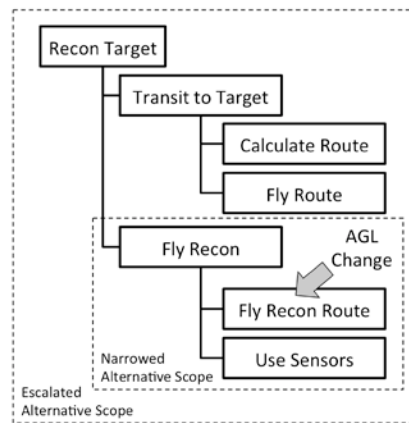 Recon Target
Transit to Target
Calculate Route
Fly Route
Fly Recon
AGL
Change
Fly Recon Route
Use Sensors
Narrowed
Alternative Scope
Escalated
Alternative Scope